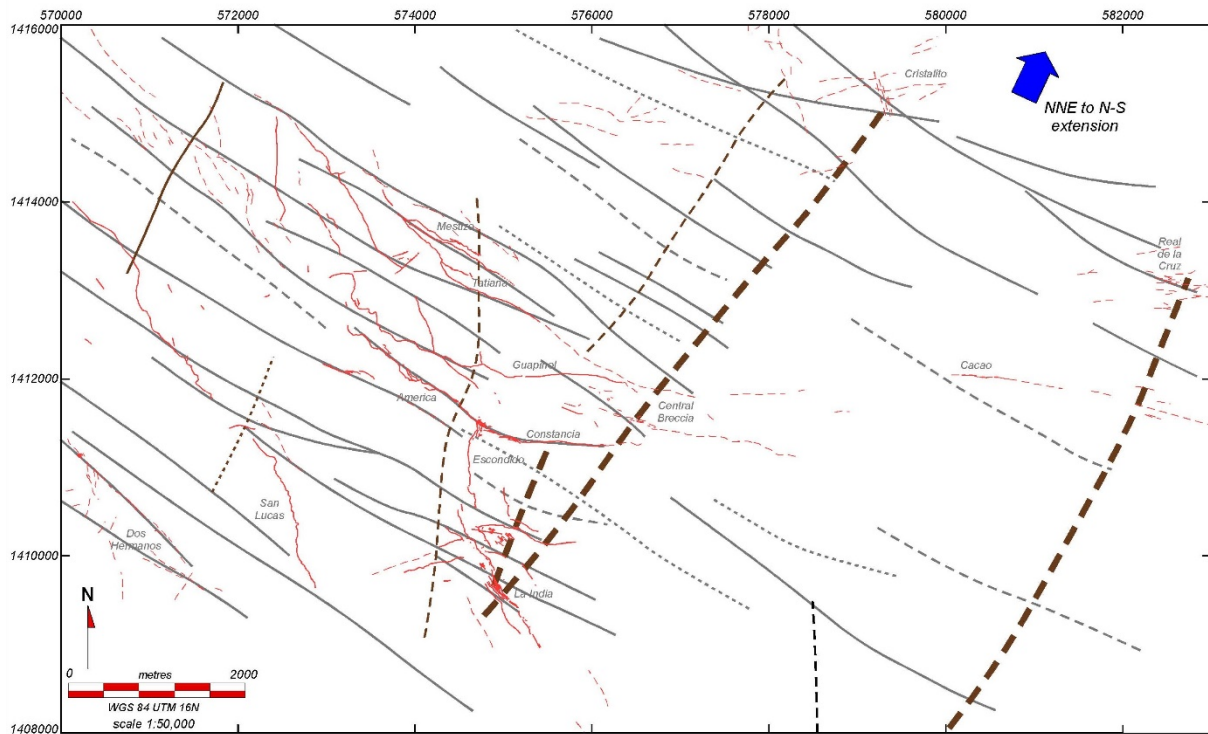 570000
572000
574000
576000
578000
580000
582000
1416000
Cristalito
NNE to N-S
extension
1414000
Mestiza
Real
de la
Cruz
Tatiana
Guapinol
Cacao
1412000
America
Central
Breccia
Constancia
Escondido
San
Lucas
Dos
Hermanos
1410000
La India
N
0 metres 2000
WGS 84 UTM 16N
scale 1:50,000
1408000